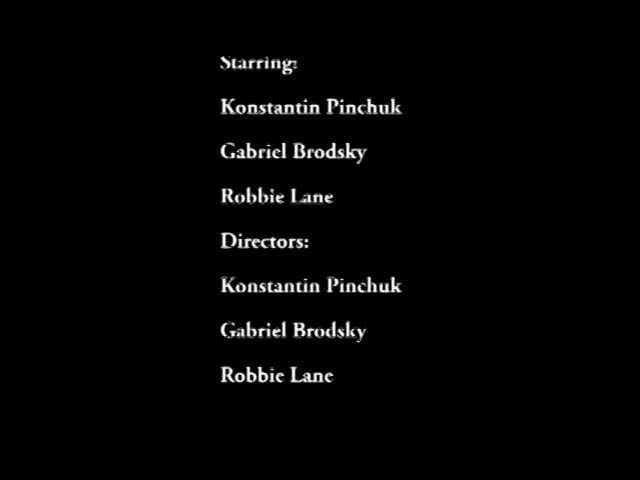 Starring:
Konstantin Pinchuk
Gabriel Brodsky
Robbie Lane
Directors:
Konstantin Pinchuk
Gabriel Brodsky
Robbie Lane